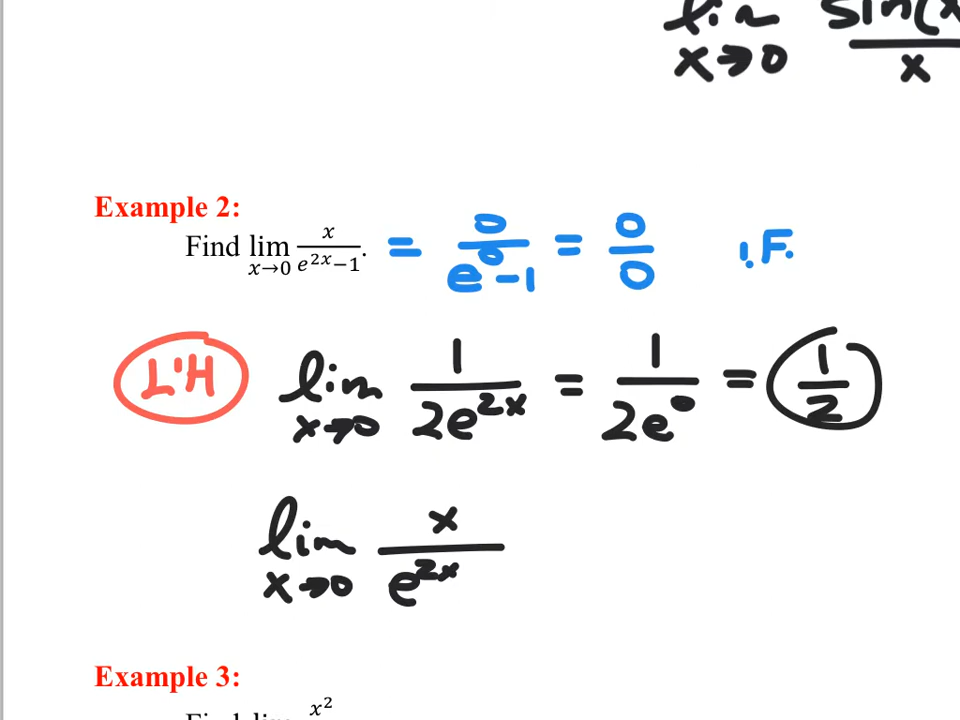 lim sin(x
x→0 x
Example 2:
Find lim x→0 x/(e^{2x}−1). = 0/(e^0−1) = 0/0 I.F.
L'H lim x→0 1/(2e^{2x}) = 1/(2e^0) = 1/2
lim x→0 x/e^{2x}
Example 3:
x²